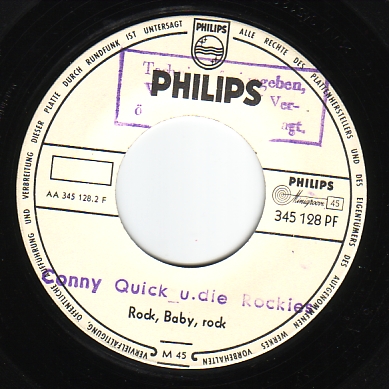 ALLE RECHTE DES PLATTENHERSTELLERS UND DES EIGENTÜMERS DES AUFGENOMMENEN WERKES VORBEHALTEN · VERVIELFÄLTIGUNG, ÖFFENTLICHE AUFFÜHRUNG UND VERBREITUNG DIESER PLATTE DURCH RUNDFUNK IST UNTERSAGT
PHILIPS
geben,
PHILIPS
Ver-
ö
gt.
AA 345 128.2 F
PHILIPS
Minigroove 45
345 128 PF
Conny Quick u.die Rockies
Rock, Baby, rock
M 45